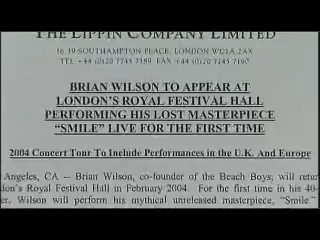 THE LIPPIN COMPANY LIMITED
16-19 SOUTHAMPTON PLACE, LONDON WC1A 2AX
TEL +44 (0)20 7745 7189 FAX +44 (0)20 7245 7190
BRIAN WILSON TO APPEAR AT
LONDON'S ROYAL FESTIVAL HALL
PERFORMING HIS LOST MASTERPIECE
"SMILE" LIVE FOR THE FIRST TIME
2004 Concert Tour To Include Performances in the U.K. And Europe
Angeles, CA – Brian Wilson, co-founder of the Beach Boys, will retur
don's Royal Festival Hall in February 2004. For the first time in his 40-
er, Wilson will perform his mythical unreleased masterpiece, "Smile."